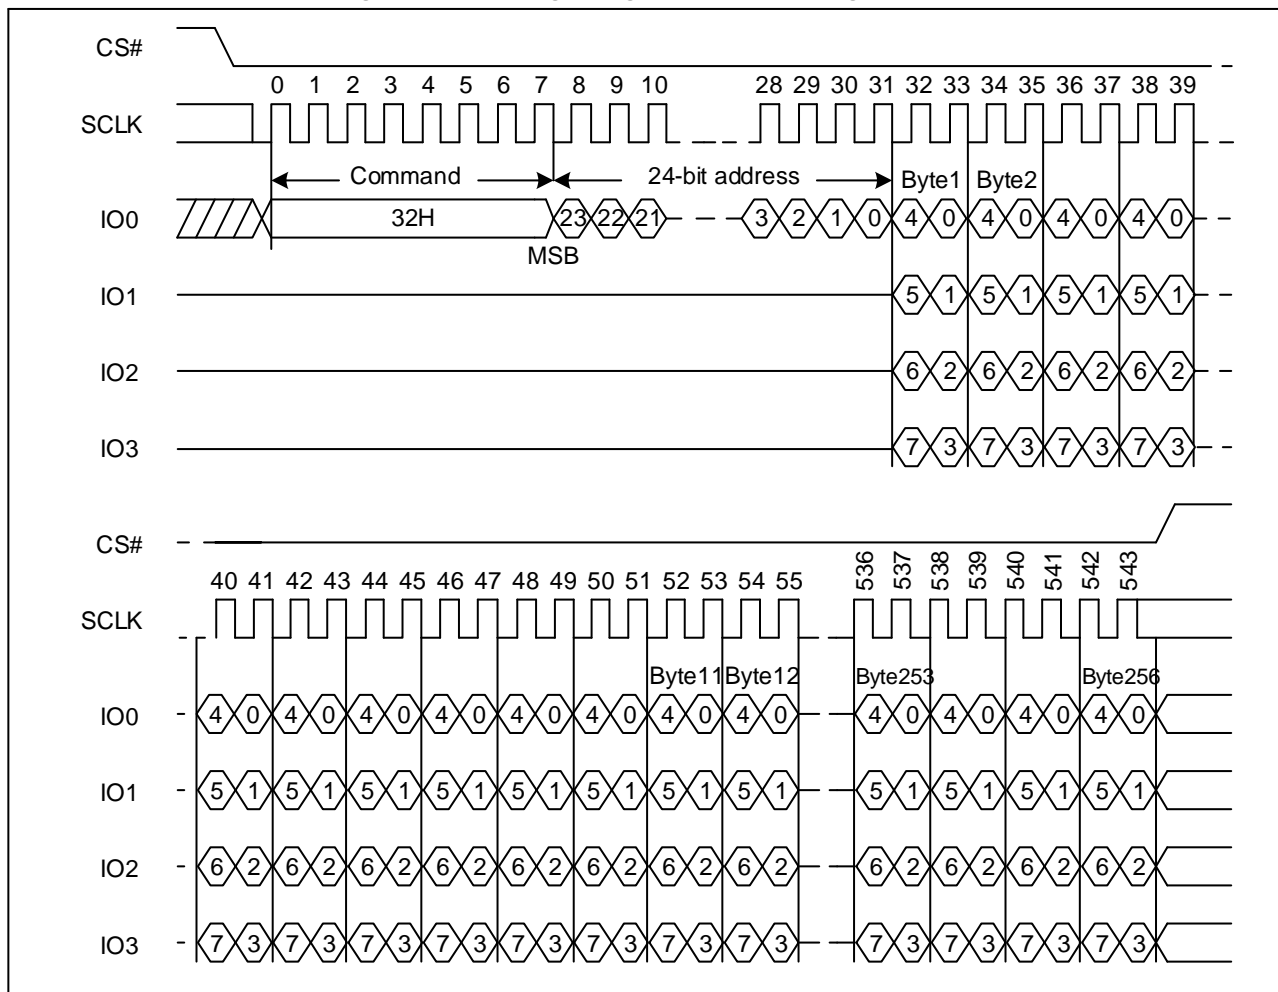 CS#
0 1 2 3 4 5 6 7 8 9 10 28 29 30 31 32 33 34 35 36 37 38 39
SCLK
Command 24-bit address Byte1 Byte2
IO0 32H 23 22 21 3 2 1 0 4 0 4 0 4 0 4 0
MSB
IO1 5 1 5 1 5 1 5 1
IO2 6 2 6 2 6 2 6 2
IO3 7 3 7 3 7 3 7 3
CS#
40 41 42 43 44 45 46 47 48 49 50 51 52 53 54 55 536 537 538 539 540 541 542 543
SCLK
Byte11 Byte12 Byte253 Byte256
IO0 4 0 4 0 4 0 4 0 4 0 4 0 4 0 4 0 4 0 4 0 4 0 4 0
IO1 5 1 5 1 5 1 5 1 5 1 5 1 5 1 5 1 5 1 5 1 5 1 5 1
IO2 6 2 6 2 6 2 6 2 6 2 6 2 6 2 6 2 6 2 6 2 6 2 6 2
IO3 7 3 7 3 7 3 7 3 7 3 7 3 7 3 7 3 7 3 7 3 7 3 7 3